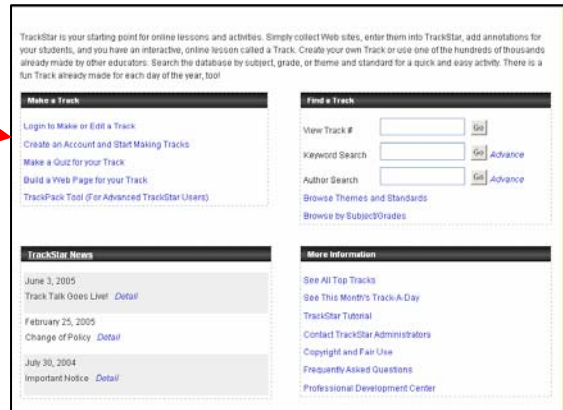 TrackStar is your starting point for online lessons and activities. Simply collect Web sites, enter them into TrackStar, add annotations for
your students, and you have an interactive, online lesson called a Track. Create your own Track or use one of the hundreds of thousands
already made by other educators. Search the database by subject, grade, or theme and standard for a quick and easy activity. There is a
fun Track already made for each day of the year, too!
Make a Track
Login to Make or Edit a Track
Create an Account and Start Making Tracks
Make a Quiz for your Track
Build a Web Page for your Track
TrackPack Tool (For Advanced TrackStar Users)
Find a Track
View Track # Go
Keyword Search Go Advance
Author Search Go Advance
Browse Themes and Standards
Browse by Subject/Grades
TrackStar News
June 3, 2005
Track Talk Goes Live! Detail
February 25, 2005
Change of Policy Detail
July 30, 2004
Important Notice Detail
More Information
See All Top Tracks
See This Month's Track-A-Day
TrackStar Tutorial
Contact TrackStar Administrators
Copyright and Fair Use
Frequently Asked Questions
Professional Development Center